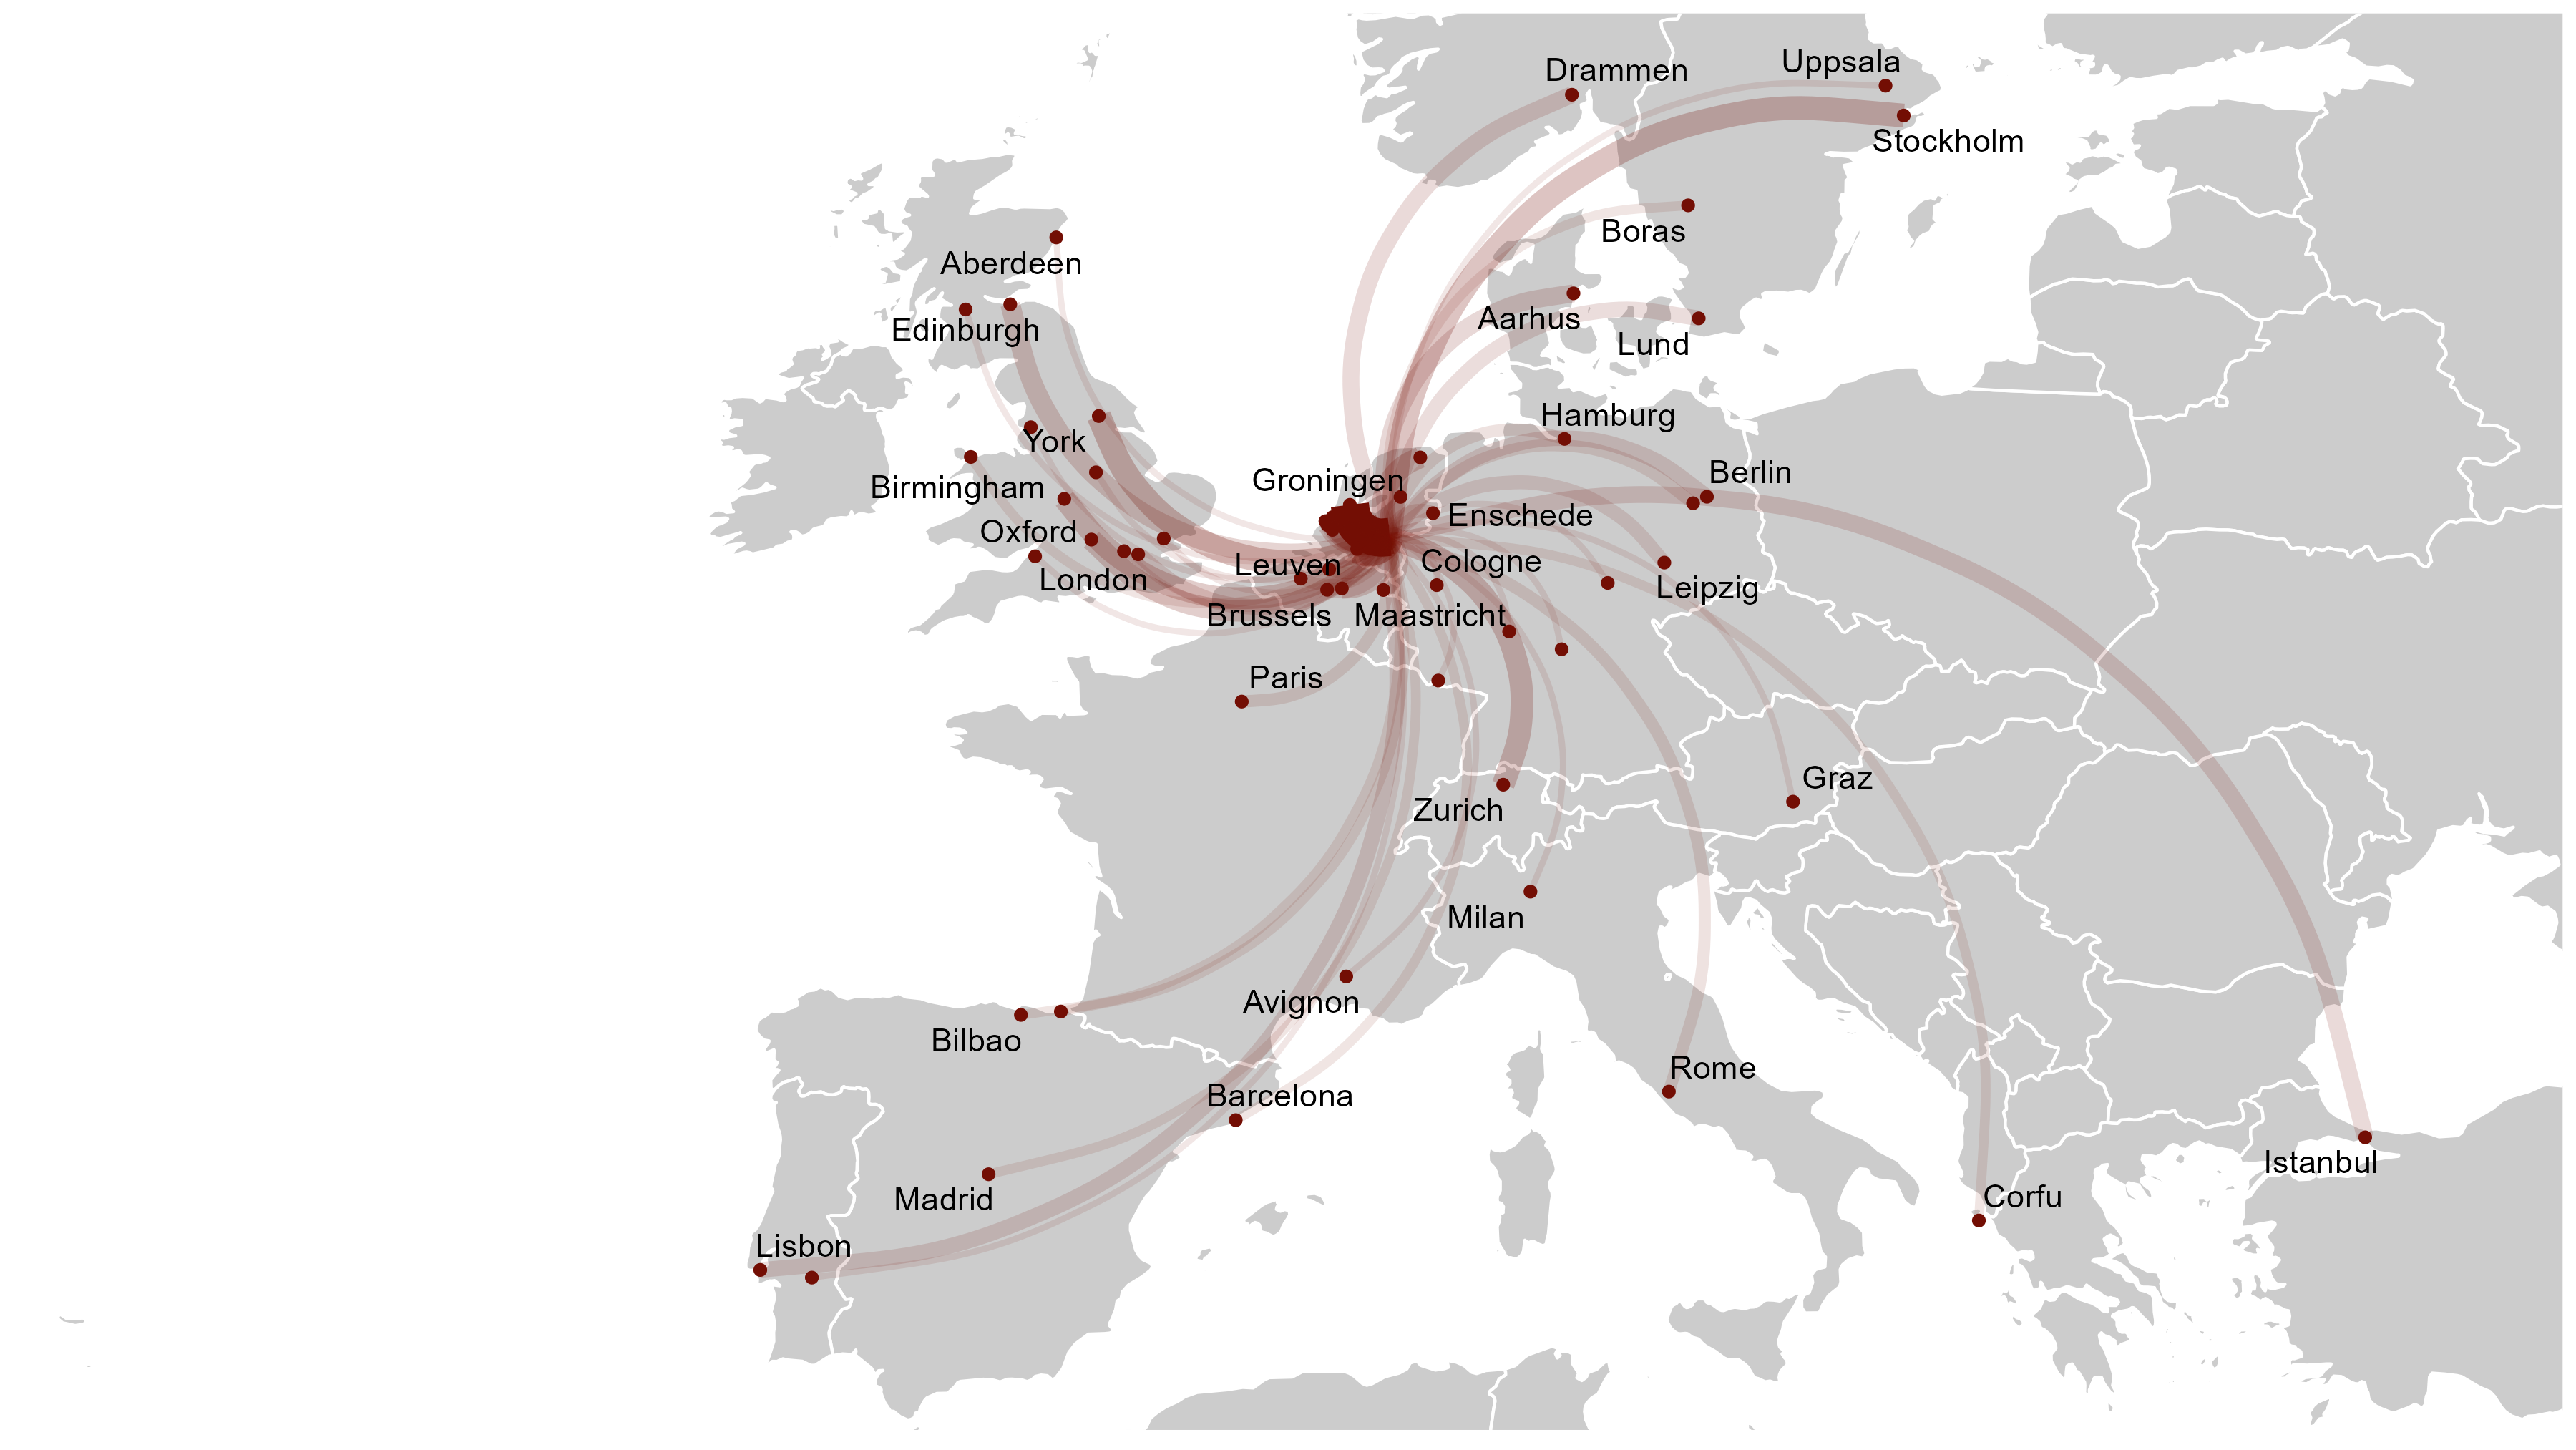 Uppsala
Drammen
Stockholm
Boras
Aberdeen
Aarhus
Edinburgh
Lund
Hamburg
York
Berlin
Groningen
Birmingham
Enschede
Oxford
Cologne
Leuven
London
Leipzig
Brussels
Maastricht
Paris
Graz
Zurich
Milan
Avignon
Bilbao
Rome
Barcelona
Istanbul
Madrid
Corfu
Lisbon